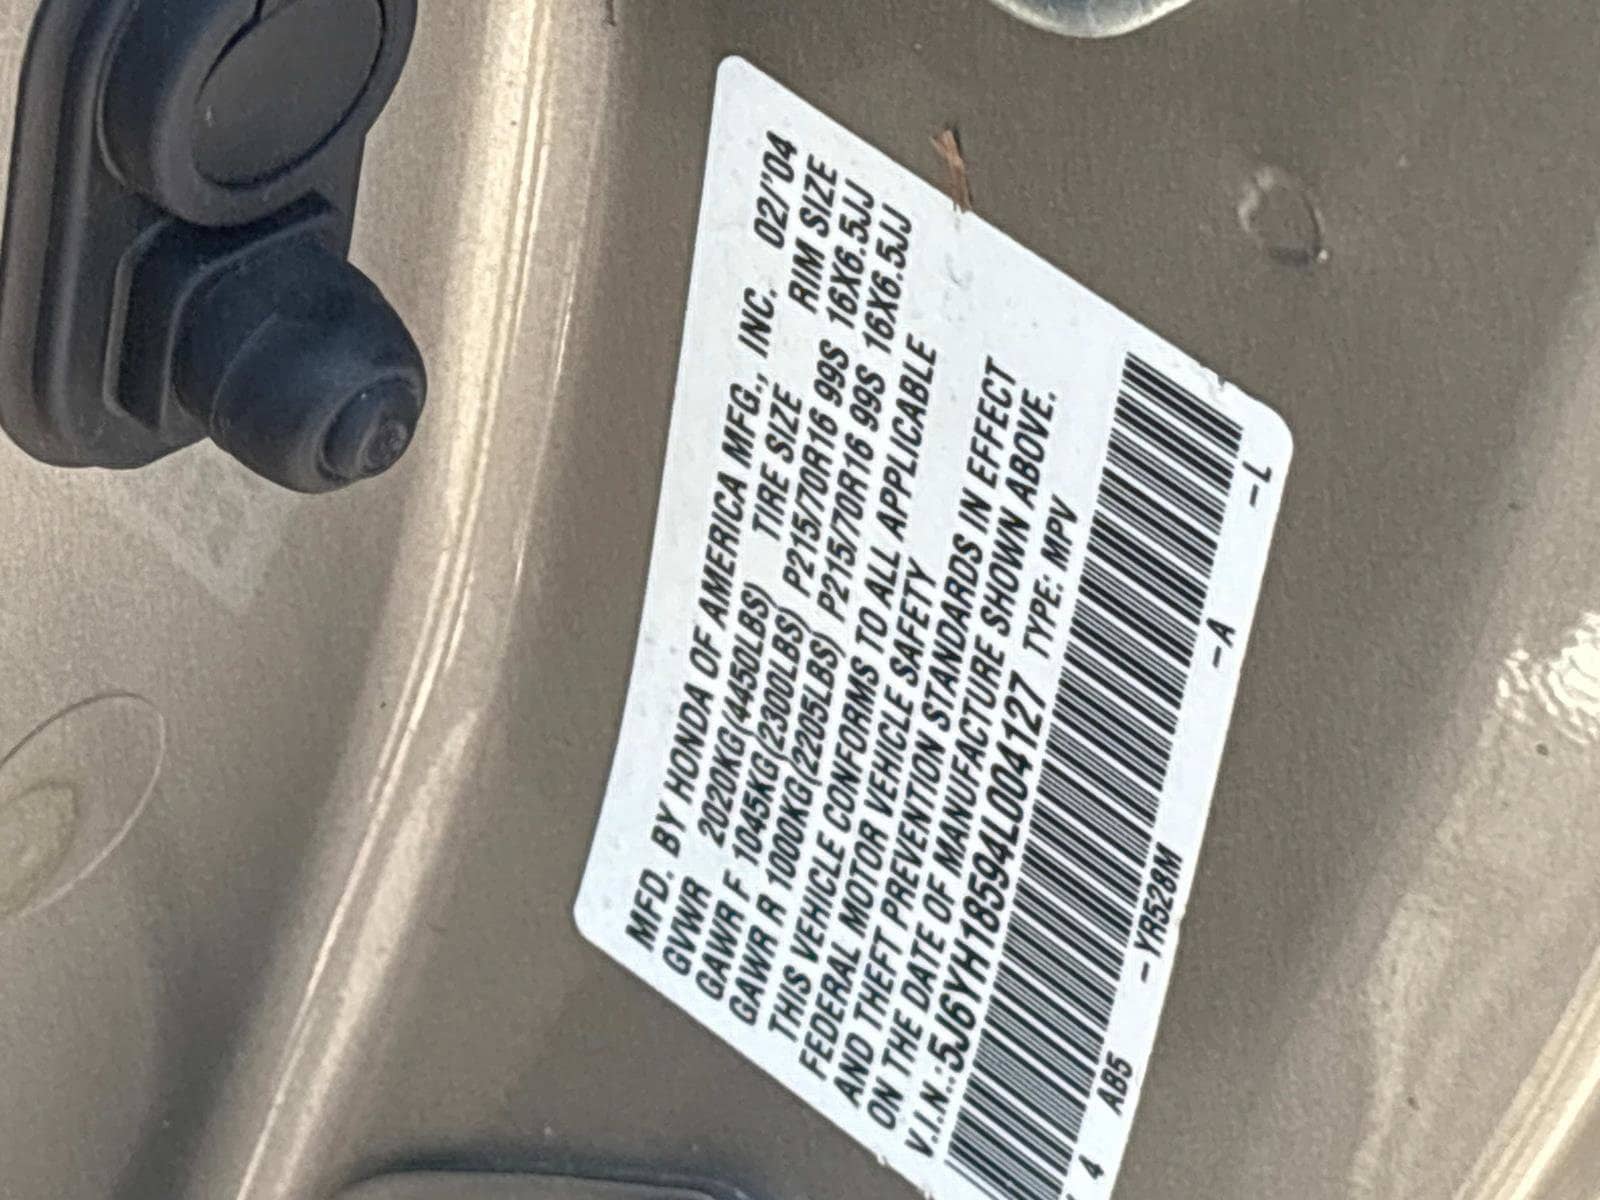 MFD. BY HONDA OF AMERICA MFG., INC. 02/'04
GVWR 2020KG(4450LBS) TIRE SIZE RIM SIZE
GAWR F 1045KG(2300LBS) P215/70R16 99S 16X6.5JJ
GAWR R 1000KG(2205LBS) P215/70R16 99S 16X6.5JJ
THIS VEHICLE CONFORMS TO ALL APPLICABLE
FEDERAL MOTOR VEHICLE SAFETY
AND THEFT PREVENTION STANDARDS IN EFFECT
ON THE DATE OF MANUFACTURE SHOWN ABOVE.
V.I.N.:5J6YH18594L004127 TYPE: MPV
4 AB5 -YR528M -A -L